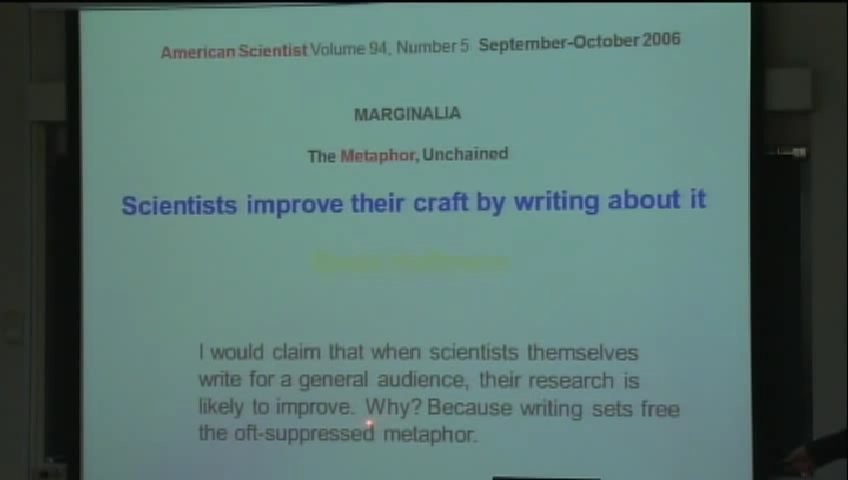 American Scientist Volume 94, Number 5 September-October 2006
MARGINALIA
The Metaphor, Unchained
Scientists improve their craft by writing about it
I would claim that when scientists themselves
write for a general audience, their research is
likely to improve. Why? Because writing sets free
the oft-suppressed metaphor.